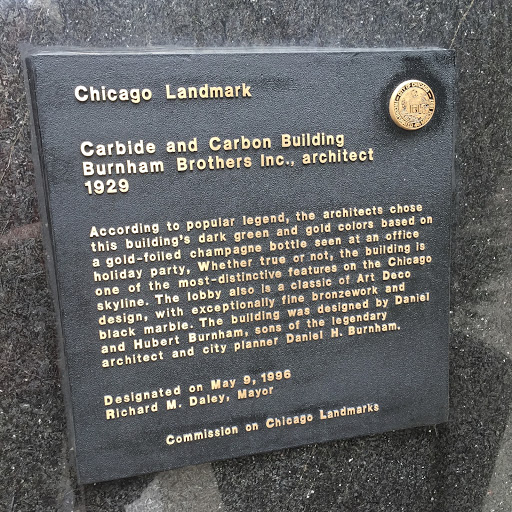 Chicago Landmark
Carbide and Carbon Building
Burnham Brothers Inc., architect
1929
According to popular legend, the architects chose
this building's dark green and gold colors based on
a gold-foiled champagne bottle seen at an office
holiday party, Whether true or not, the building is
one of the most-distinctive features on the Chicago
skyline. The lobby also is a classic of Art Deco
design, with exceptionally fine bronzework and
black marble. The building was designed by Daniel
and Hubert Burnham, sons of the legendary
architect and city planner Daniel H. Burnham.
Designated on May 9, 1996
Richard M. Daley, Mayor
Commission on Chicago Landmarks